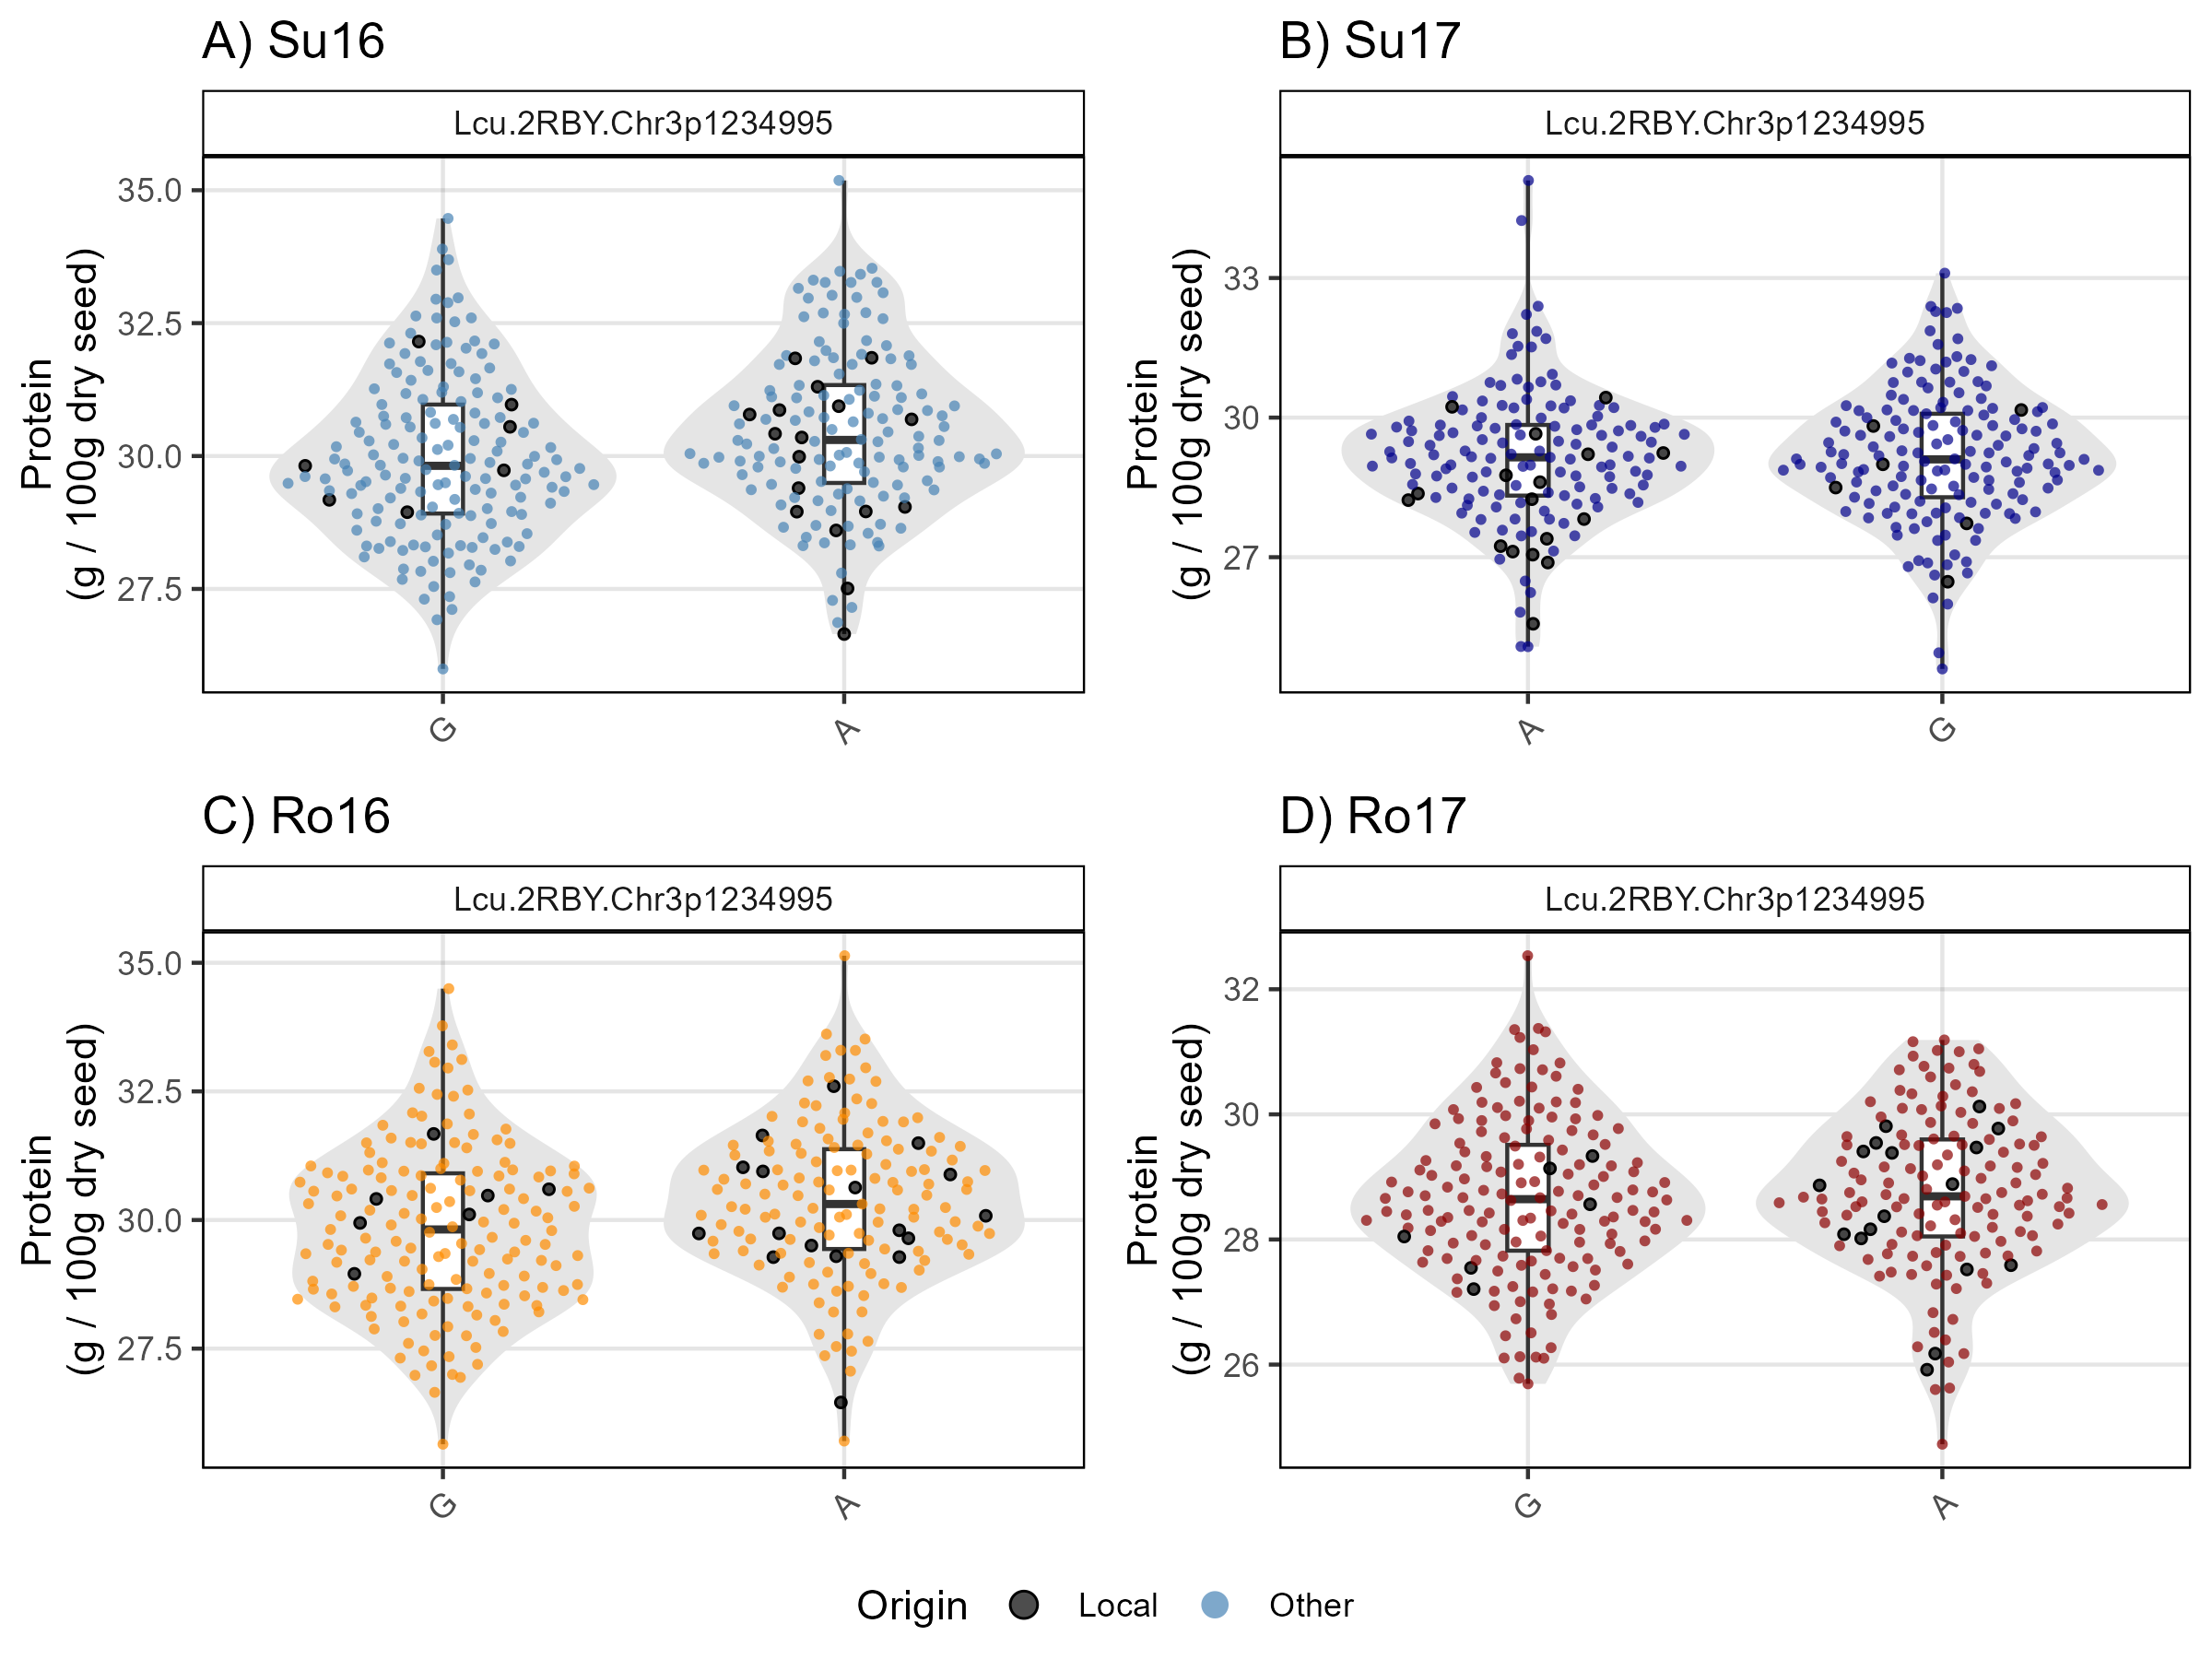 A) Su16
Lcu.2RBY.Chr3p1234995
Protein
(g / 100g dry seed)
35.0
32.5
30.0
27.5
G
A
B) Su17
Lcu.2RBY.Chr3p1234995
Protein
(g / 100g dry seed)
33
30
27
A
G
C) Ro16
Lcu.2RBY.Chr3p1234995
Protein
(g / 100g dry seed)
35.0
32.5
30.0
27.5
G
A
D) Ro17
Lcu.2RBY.Chr3p1234995
Protein
(g / 100g dry seed)
32
30
28
26
G
A
Origin Local Other